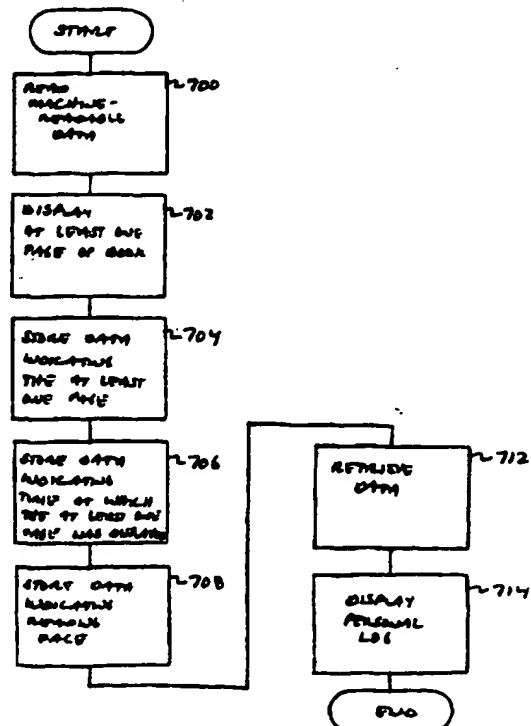 START
READ
MACHINE-
READABLE
DATA
700
DISPLAY
AT LEAST ONE
PAGE OF BOOK
702
STORE DATA
INDICATING
THE AT LEAST
ONE PAGE
704
STORE DATA
INDICATING
TIME AT WHICH
THE AT LEAST ONE
PAGE WAS DISPLAYED
706
STORE DATA
INDICATING
READING
PACE
708
RETRIEVE
DATA
712
DISPLAY
PERSONAL
LOG
714
END